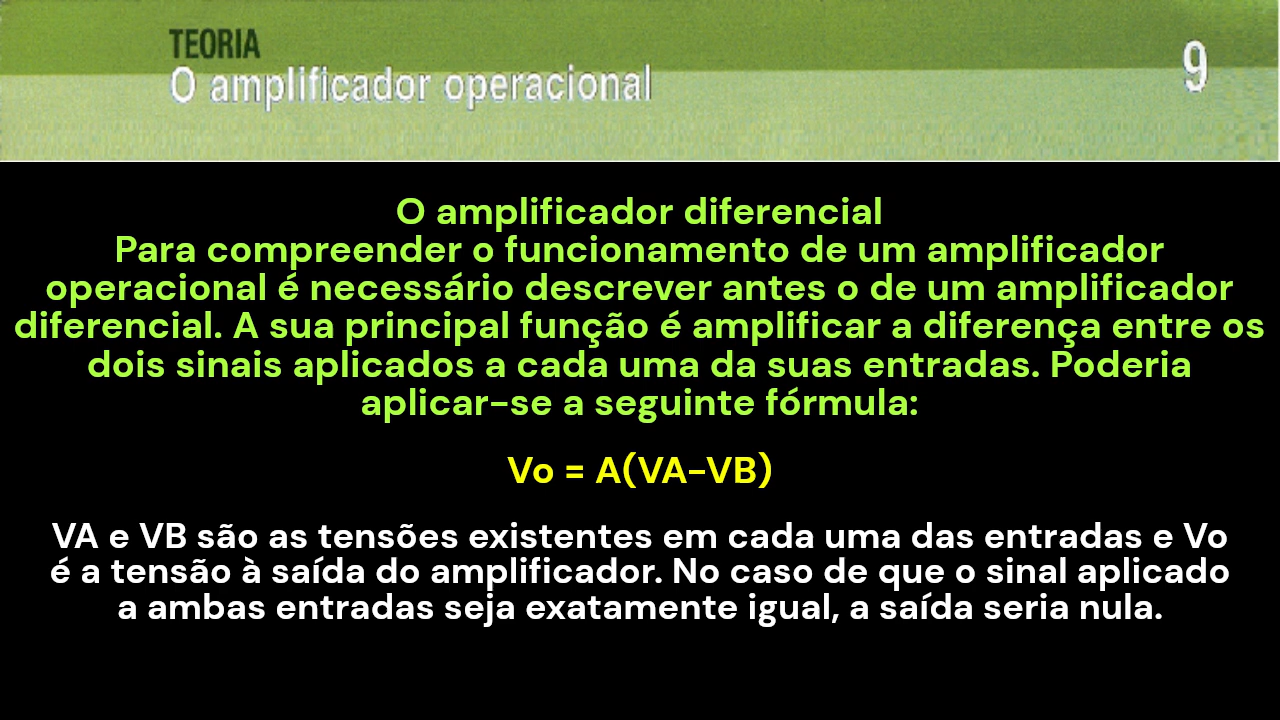 TEORIA
O amplificador operacional
9
O amplificador diferencial
Para compreender o funcionamento de um amplificador
operacional é necessário descrever antes o de um amplificador
diferencial. A sua principal função é amplificar a diferença entre os
dois sinais aplicados a cada uma da suas entradas. Poderia
aplicar-se a seguinte fórmula:
Vo = A(VA-VB)
VA e VB são as tensões existentes em cada uma das entradas e Vo
é a tensão à saída do amplificador. No caso de que o sinal aplicado
a ambas entradas seja exatamente igual, a saída seria nula.